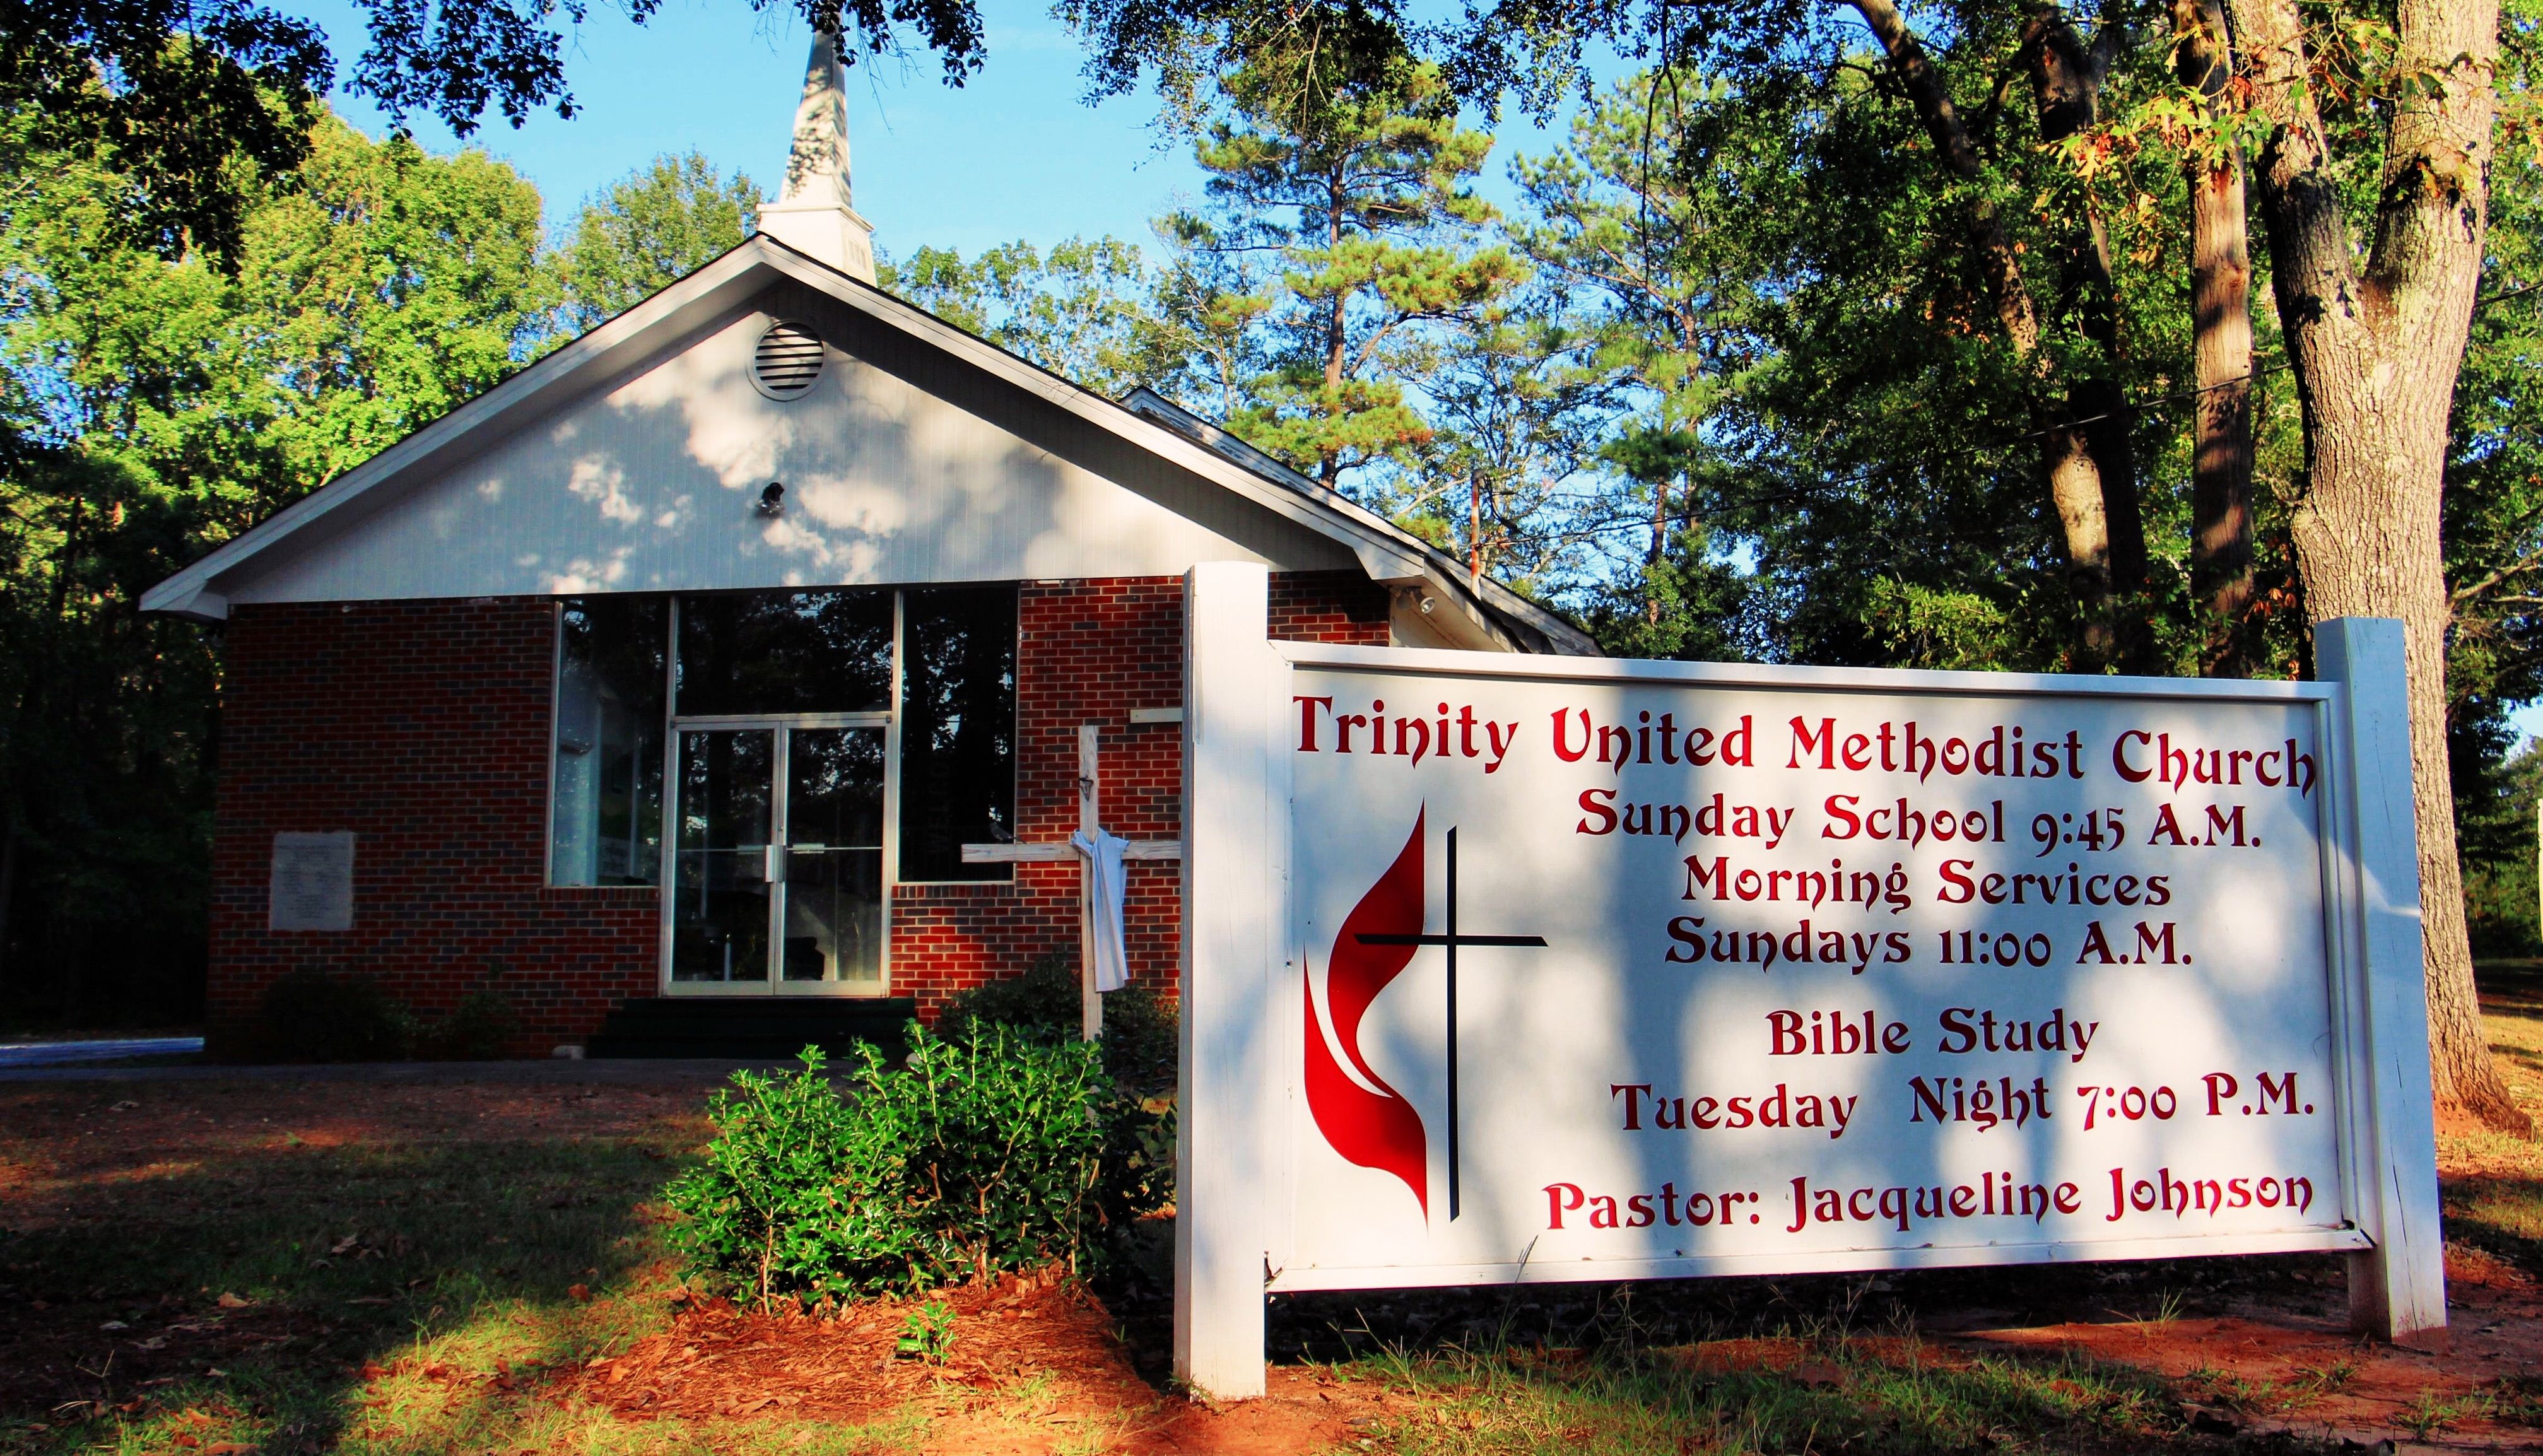 Trinity United Methodist Church
Sunday School 9:45 A.M.
Morning Services
Sundays 11:00 A.M.
Bible Study
Tuesday Night 7:00 P.M.
Pastor: Jacqueline Johnson